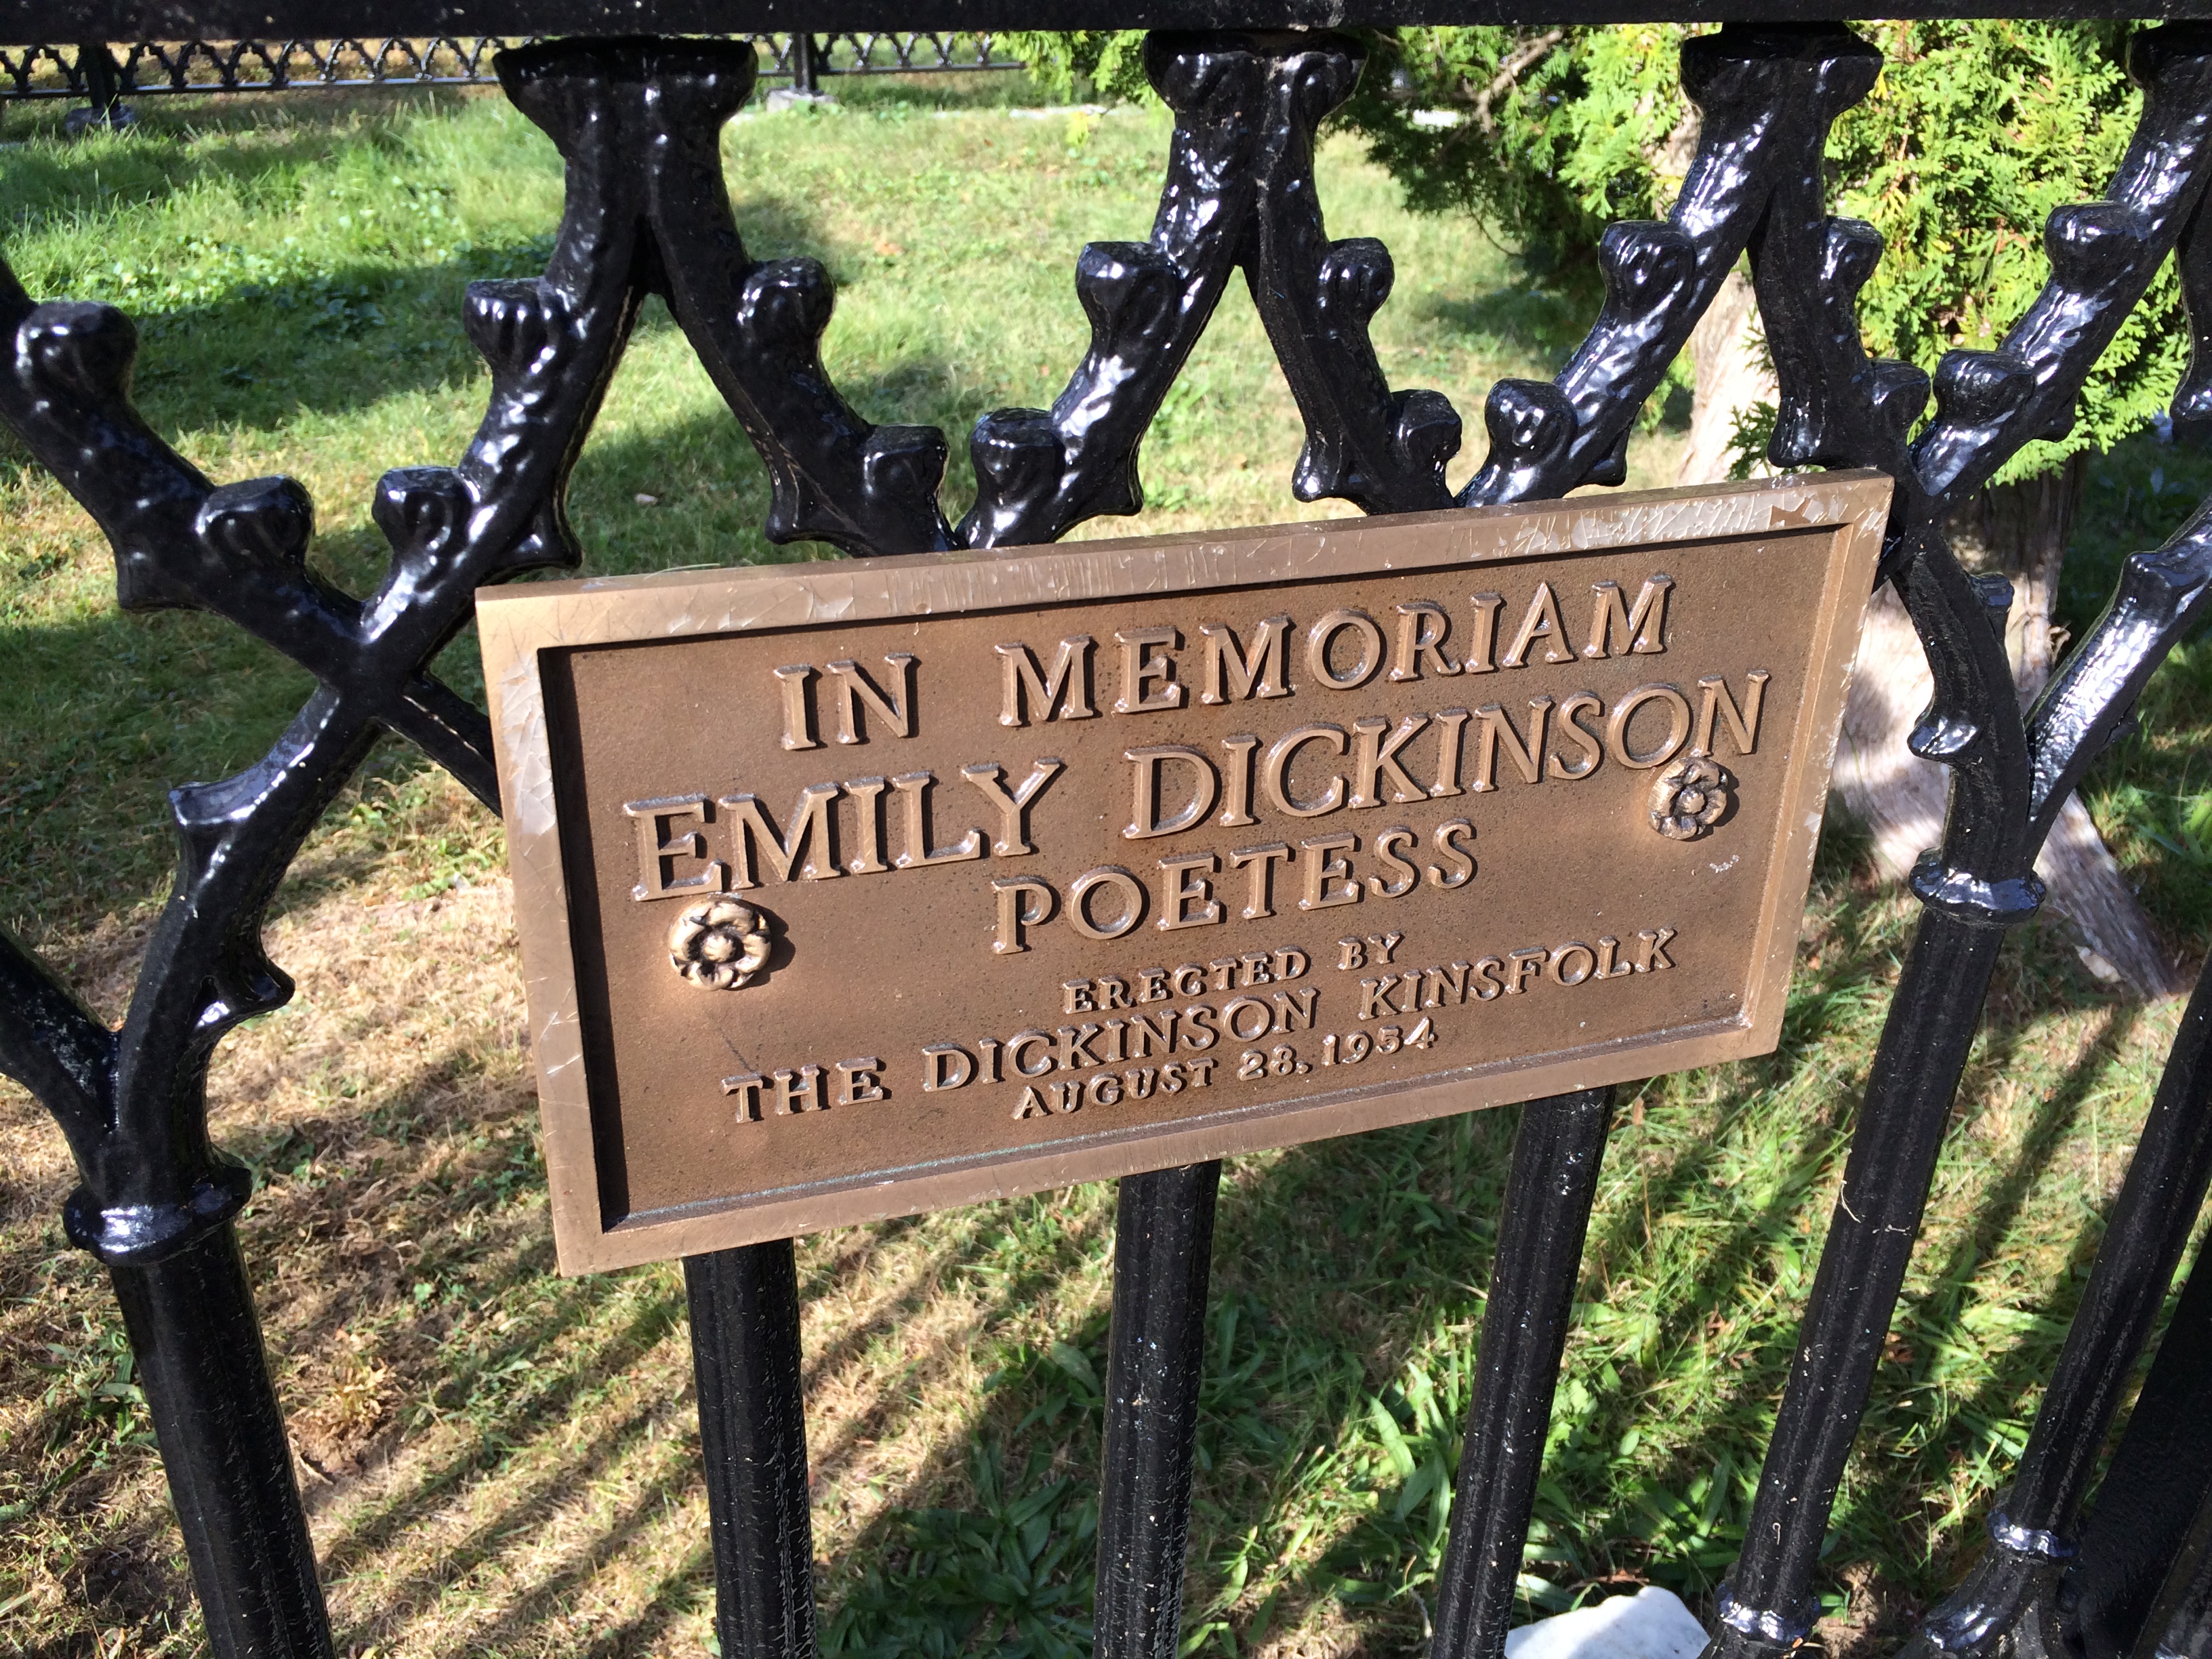 IN MEMORIAM
EMILY DICKINSON
POETESS
ERECTED BY
THE DICKINSON KINSFOLK
AUGUST 28, 1954